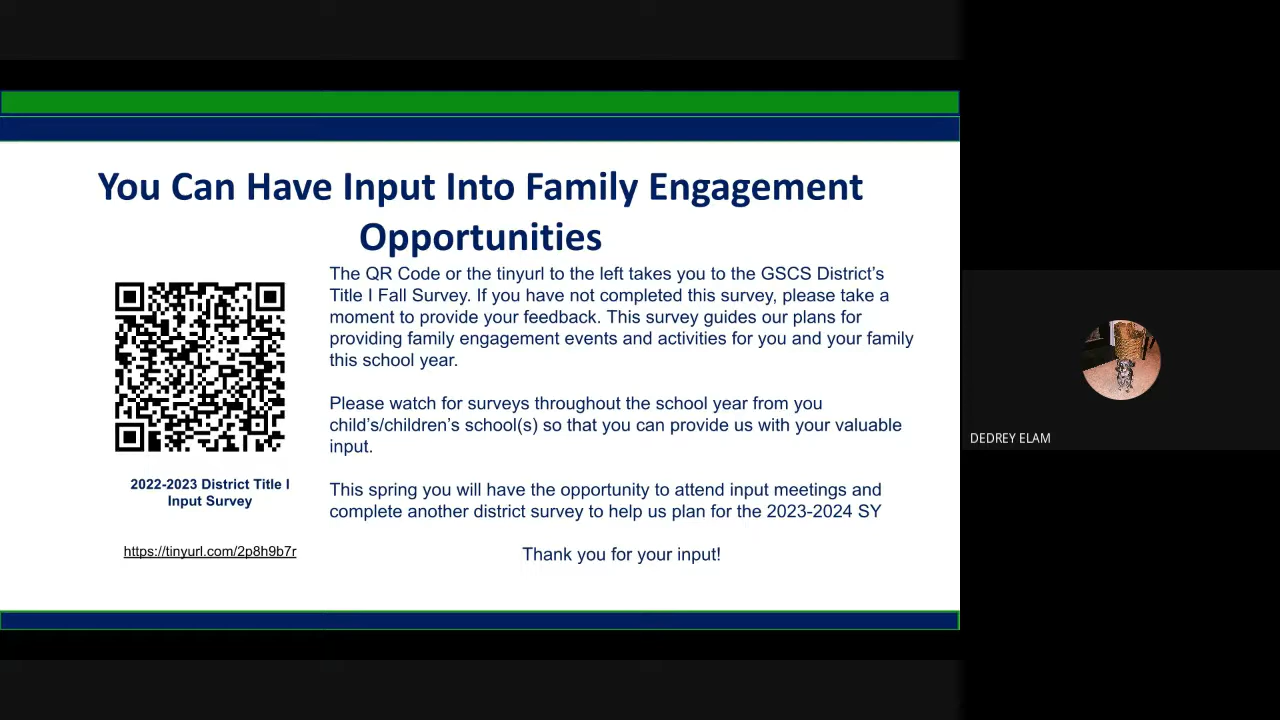 You Can Have Input Into Family Engagement
Opportunities
The QR Code or the tinyurl to the left takes you to the GSCS District's
Title I Fall Survey. If you have not completed this survey, please take a
moment to provide your feedback. This survey guides our plans for
providing family engagement events and activities for you and your family
this school year.
Please watch for surveys throughout the school year from you
child's/children's school(s) so that you can provide us with your valuable
input.
This spring you will have the opportunity to attend input meetings and
complete another district survey to help us plan for the 2023-2024 SY
Thank you for your input!
2022-2023 District Title I
Input Survey
https://tinyurl.com/2p8h9b7r
DEDREY ELAM